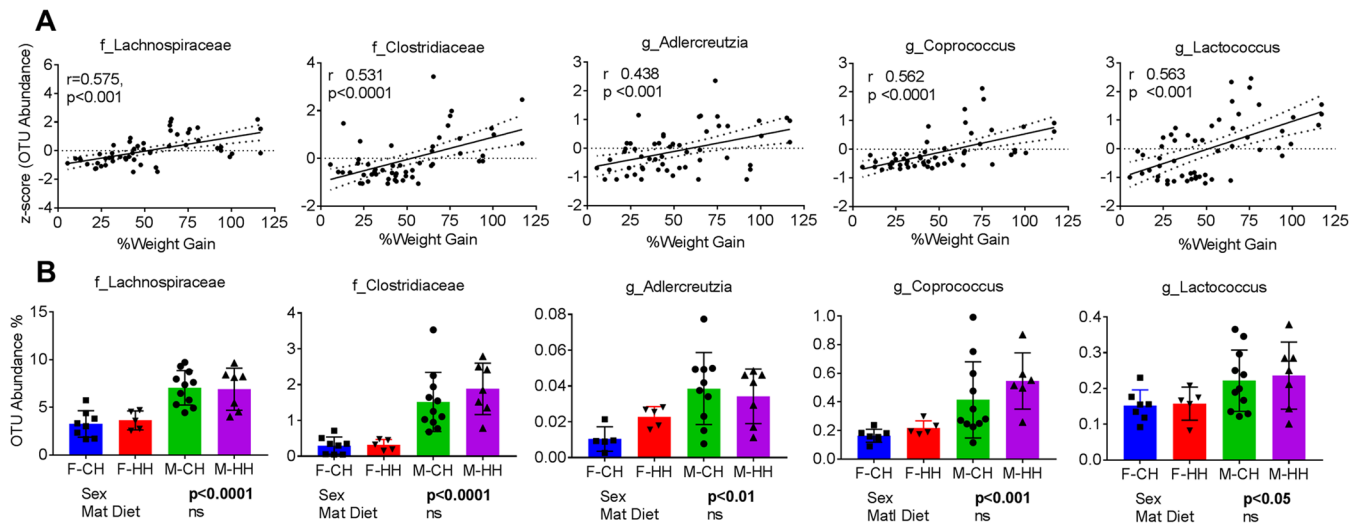 A
f_Lachnospiraceae
f_Clostridiaceae
g_Adlercreutzia
g_Coprococcus
g_Lactococcus
z-score (OTU Abundance)
6
4
2
0
-2
-4
r=0.575,
p<0.001
0 25 50 75 100 125
%Weight Gain
4
2
0
-2
r 0.531
p<0.0001
0 25 50 75 100 125
%Weight Gain
3
2
1
0
-1
-2
r 0.438
p <0.001
0 25 50 75 100 125
%Weight Gain
3
2
1
0
-1
-2
r 0.562
p <0.0001
0 25 50 75 100 125
%Weight Gain
3
2
1
0
-1
-2
r 0.563
p <.001
0 25 50 75 100 125
%Weight Gain
B
f_Lachnospiraceae
OTU Abundance %
15
10
5
0
F-CH F-HH M-CH M-HH
Sex p<0.0001
Mat Diet ns
f_Clostridiaceae
4
3
2
1
0
F-CH F-HH M-CH M-HH
Sex p<0.0001
Mat Diet ns
g_Adlercreutzia
0.08
0.06
0.04
0.02
0.00
F-CH F-HH M-CH M-HH
Sex p<0.01
Mat Diet ns
g_Coprococcus
1.0
0.8
0.6
0.4
0.2
0.0
F-CH F-HH M-CH M-HH
Sex p<0.001
Matl Diet ns
g_Lactococcus
0.4
0.3
0.2
0.1
0.0
F-CH F-HH M-CH M-HH
Sex p<0.05
Mat Diet ns